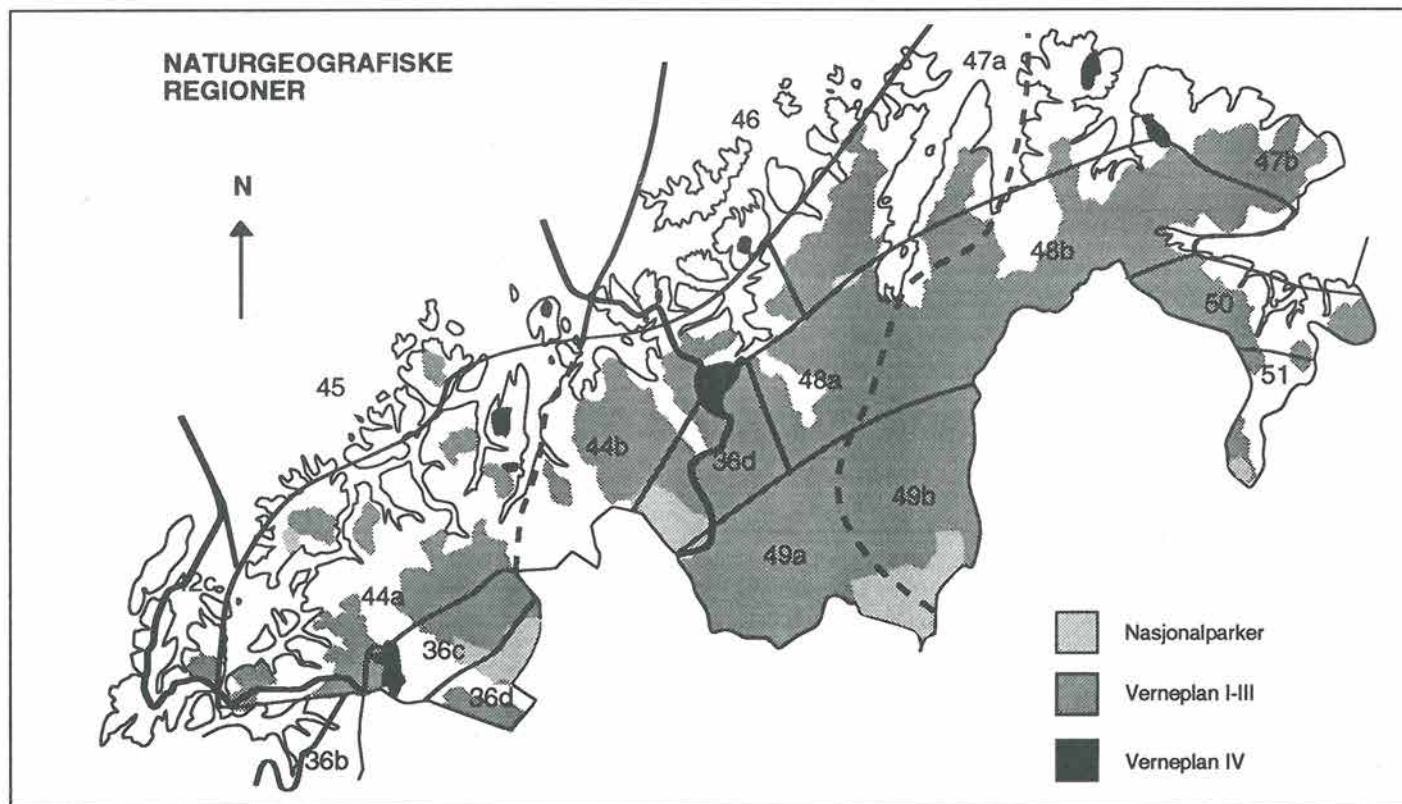 NATURGEOGRAFISKE
REGIONER
N
47a
46
47b
48b
50
45
48a
51
44b
36d
49b
49a
42c
44a
36c
36d
36b
Nasjonalparker
Verneplan I-III
Verneplan IV